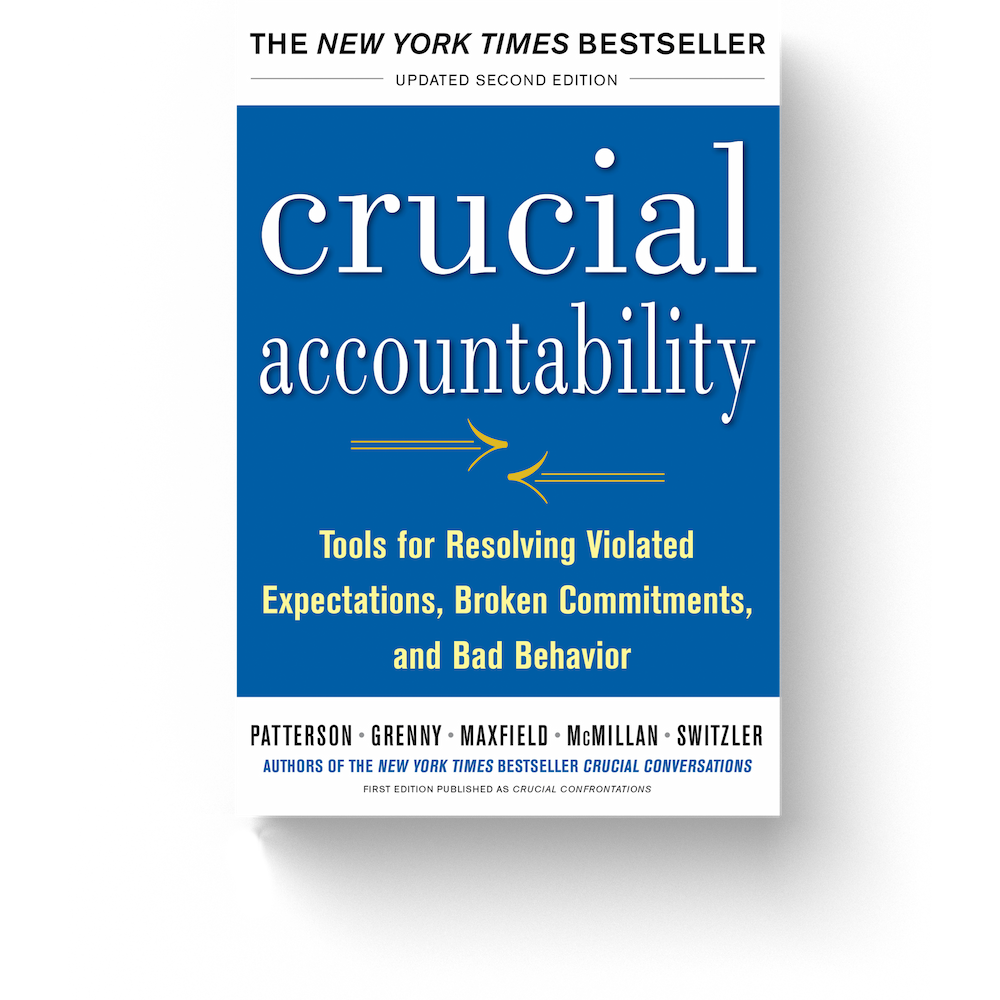 THE NEW YORK TIMES BESTSELLER
UPDATED SECOND EDITION
crucial
accountability
Tools for Resolving Violated
Expectations, Broken Commitments,
and Bad Behavior
PATTERSON • GRENNY • MAXFIELD • McMILLAN • SWITZLER
AUTHORS OF THE NEW YORK TIMES BESTSELLER CRUCIAL CONVERSATIONS
FIRST EDITION PUBLISHED AS CRUCIAL CONFRONTATIONS